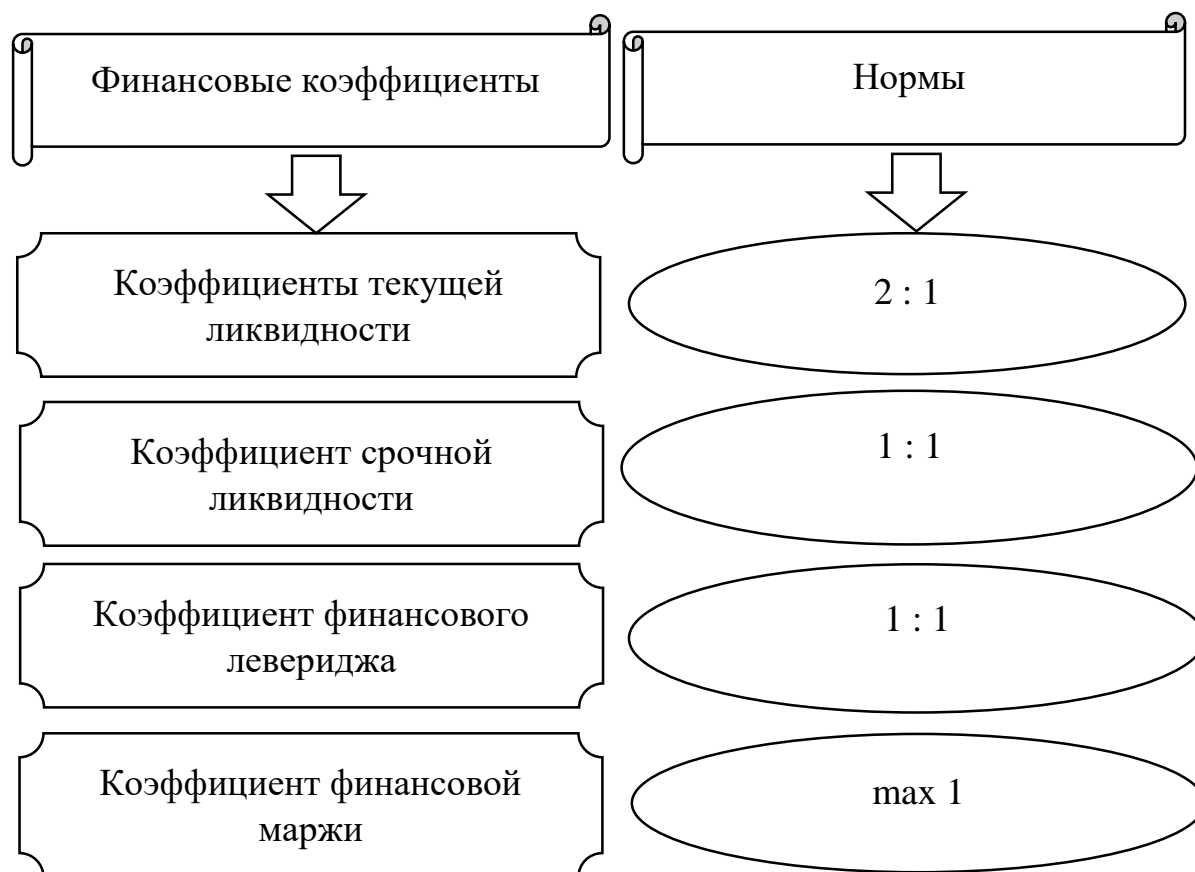 Финансовые коэффициенты
Нормы
Коэффициенты текущей
ликвидности
2 : 1
Коэффициент срочной
ликвидности
1 : 1
Коэффициент финансового
левериджа
1 : 1
Коэффициент финансовой
маржи
max 1